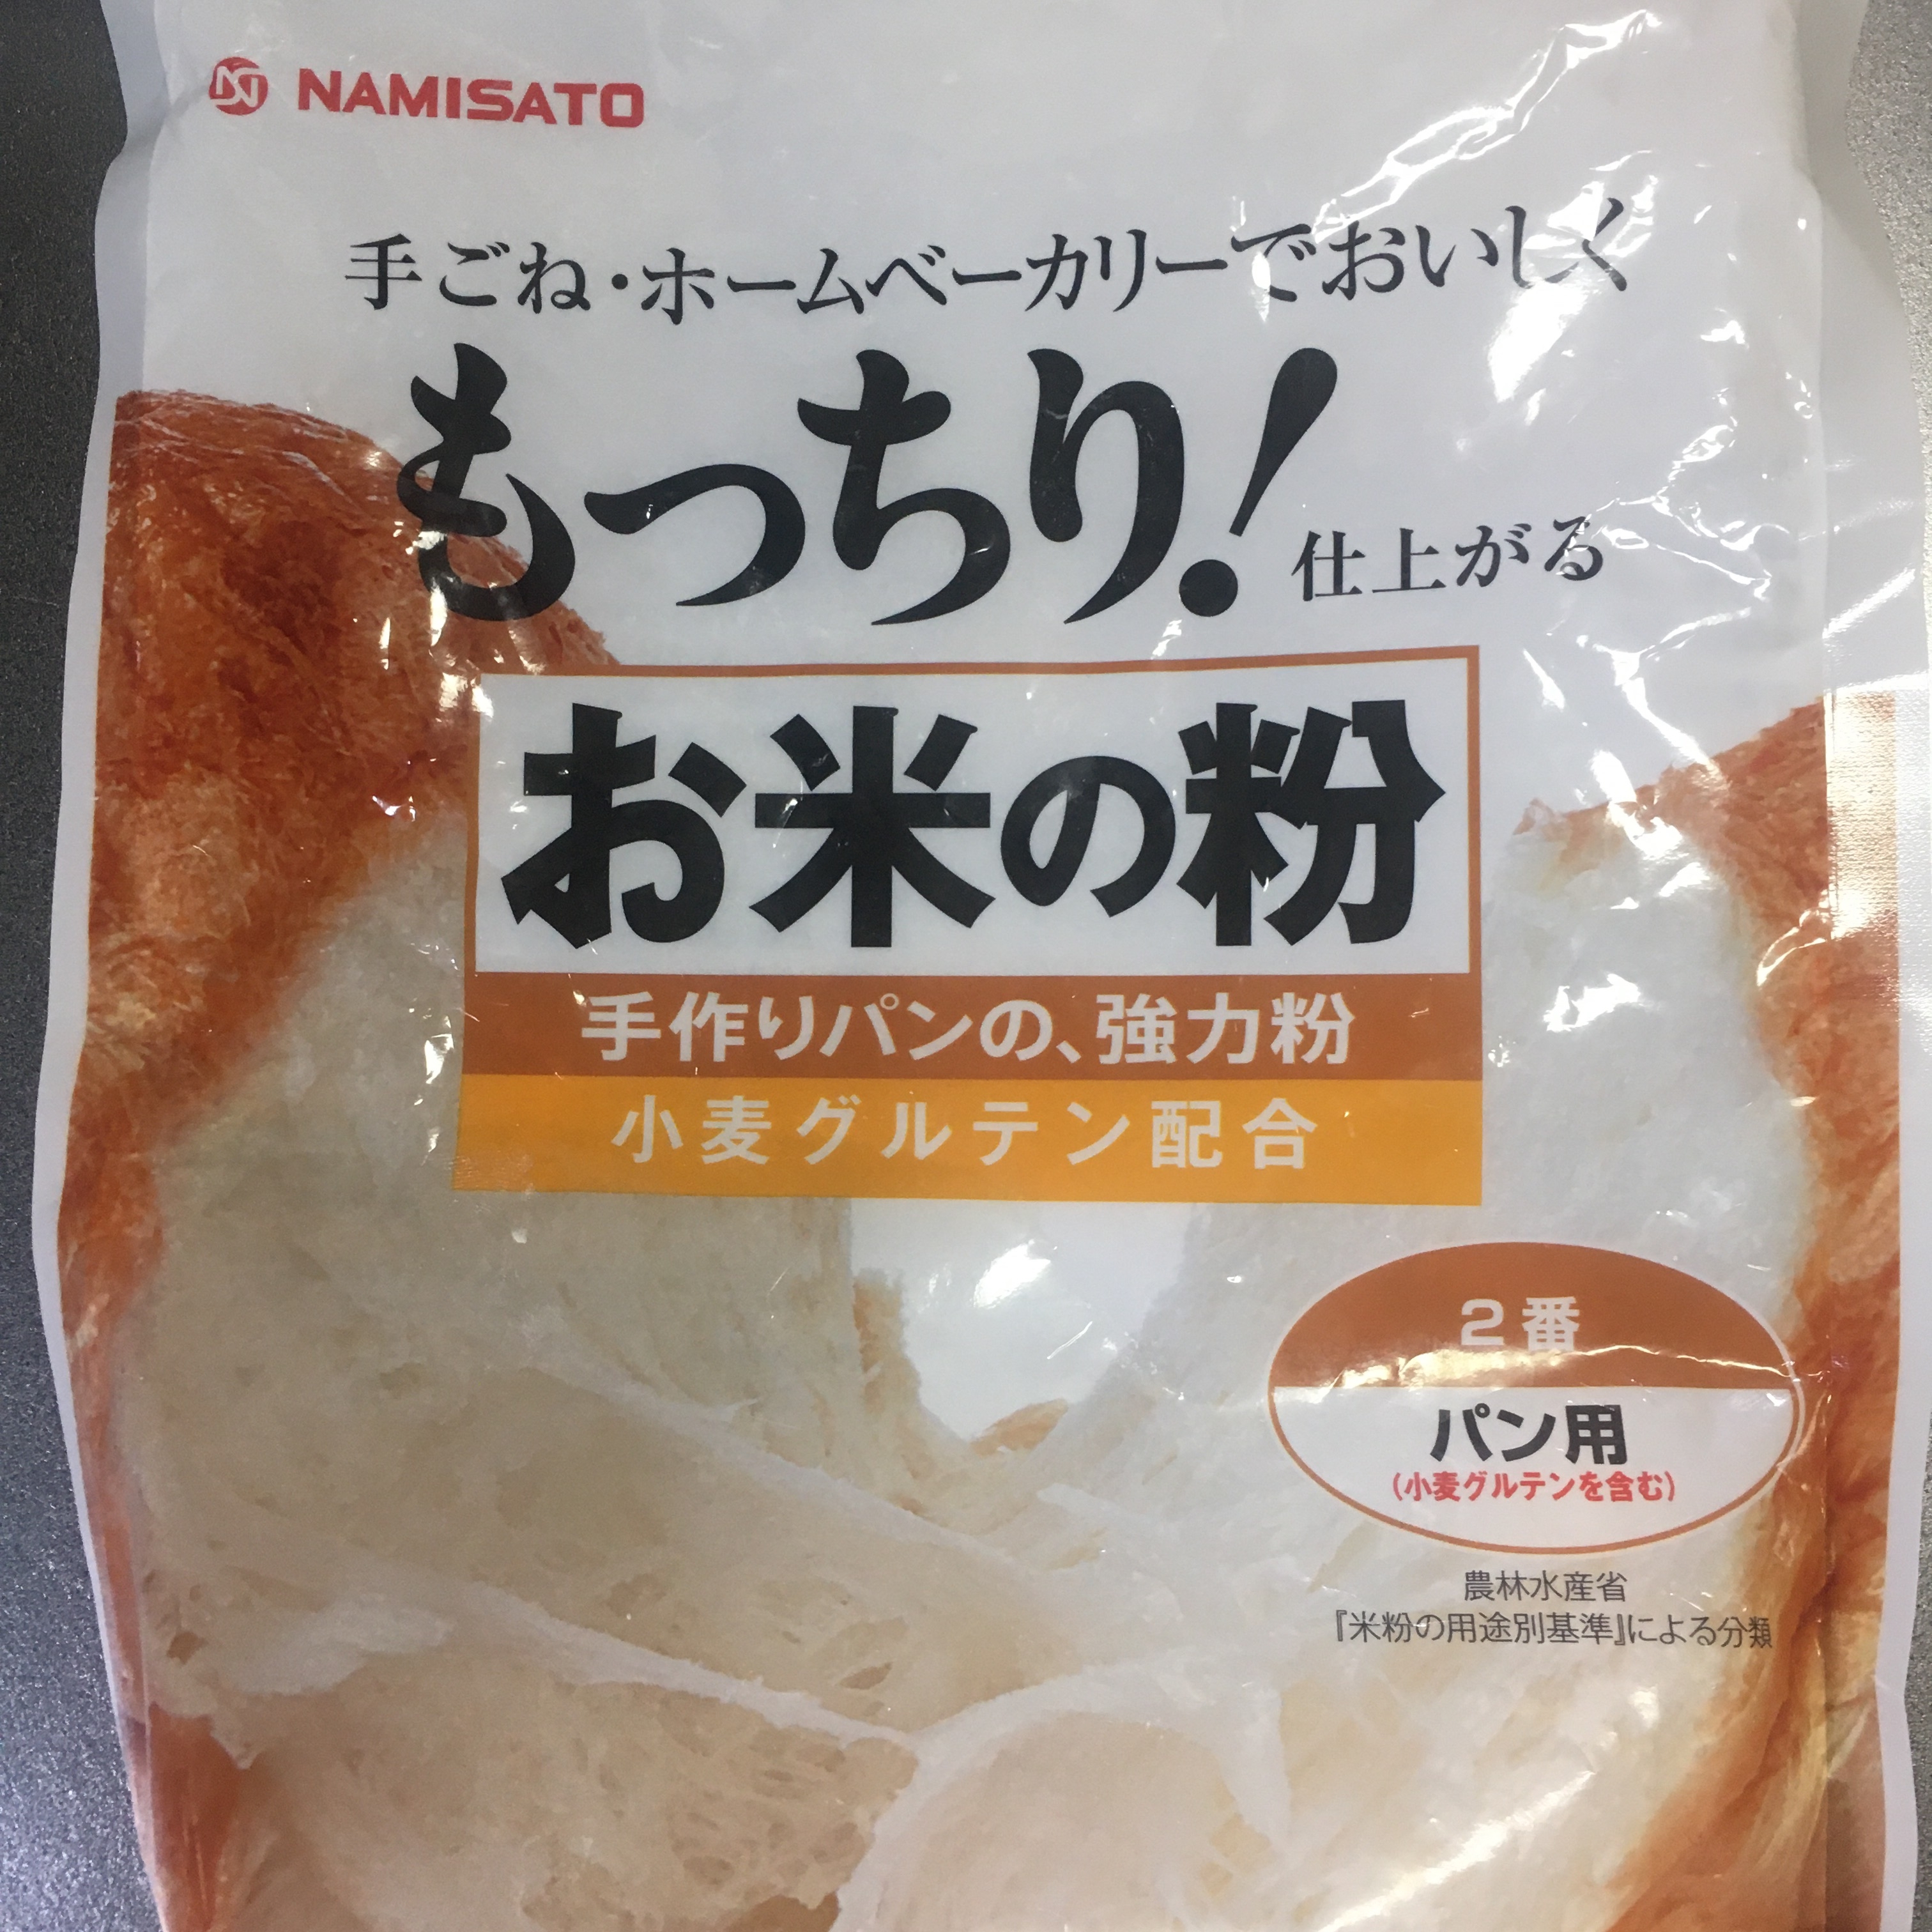 NAMISATO
手ごね・ホームベーカリーでおいしく
もっちり!仕上がる
お米の粉
手作りパンの、強力粉
小麦グルテン配合
2番
パン用
(小麦グルテンを含む)
農林水産省
『米粉の用途別基準』による分類